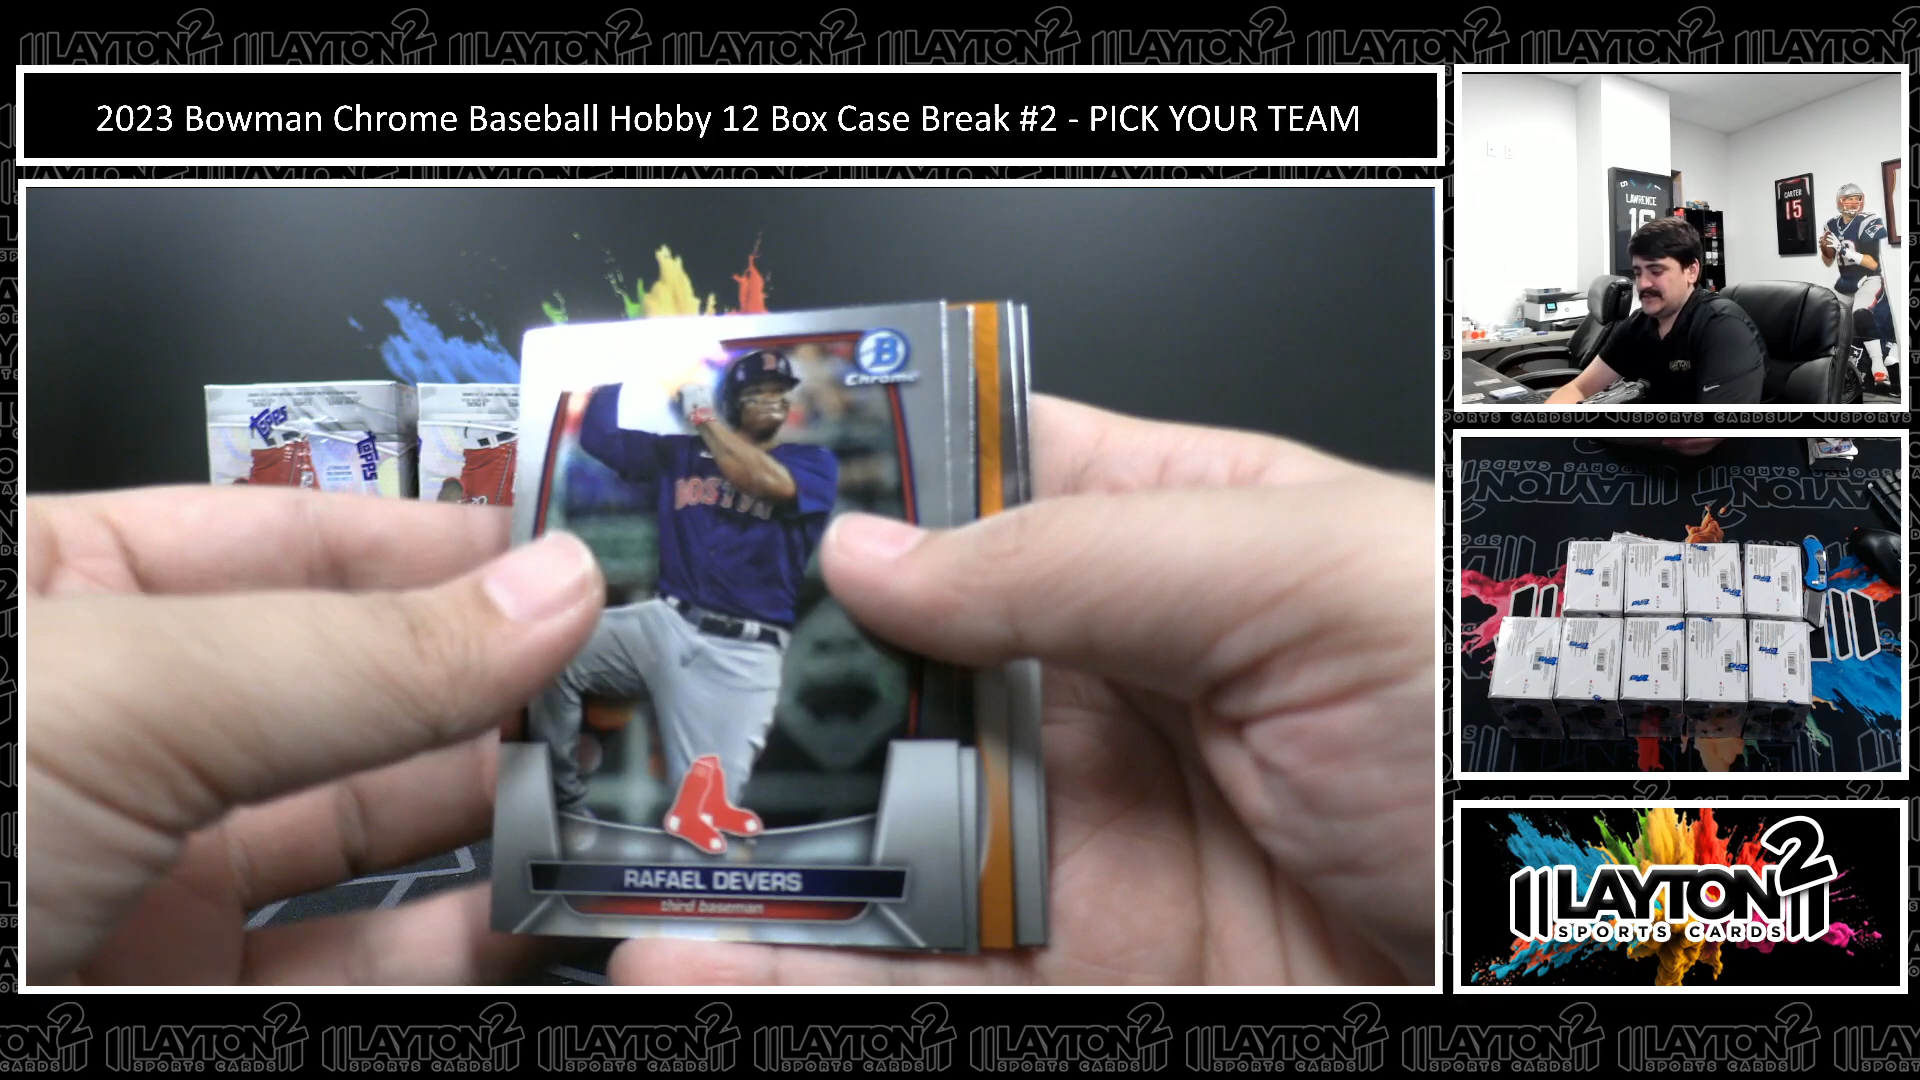 2023 Bowman Chrome Baseball Hobby 12 Box Case Break #2 - PICK YOUR TEAM
B
Chrome
BOSTON
RAFAEL DEVERS
third baseman
topps
topps
LAWRENCE
16
CARTER
15
LAYTON 2
SPORTS CARDS